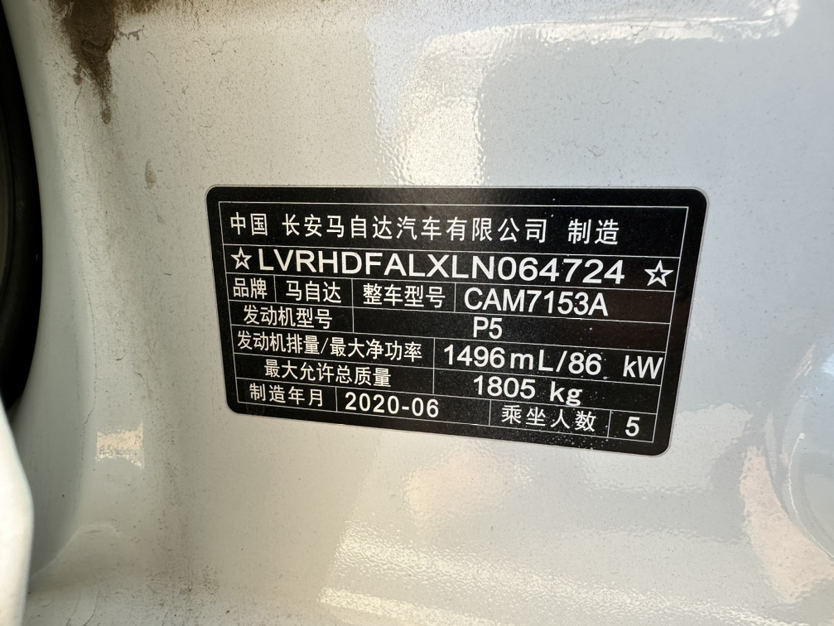 中国 长安马自达汽车有限公司 制造
☆LVRHDFALXLN064724☆
品牌 马自达 整车型号 CAM7153A
发动机型号 P5
发动机排量/最大净功率 1496mL/86 kW
最大允许总质量 1805 kg
制造年月 2020-06 乘坐人数 5